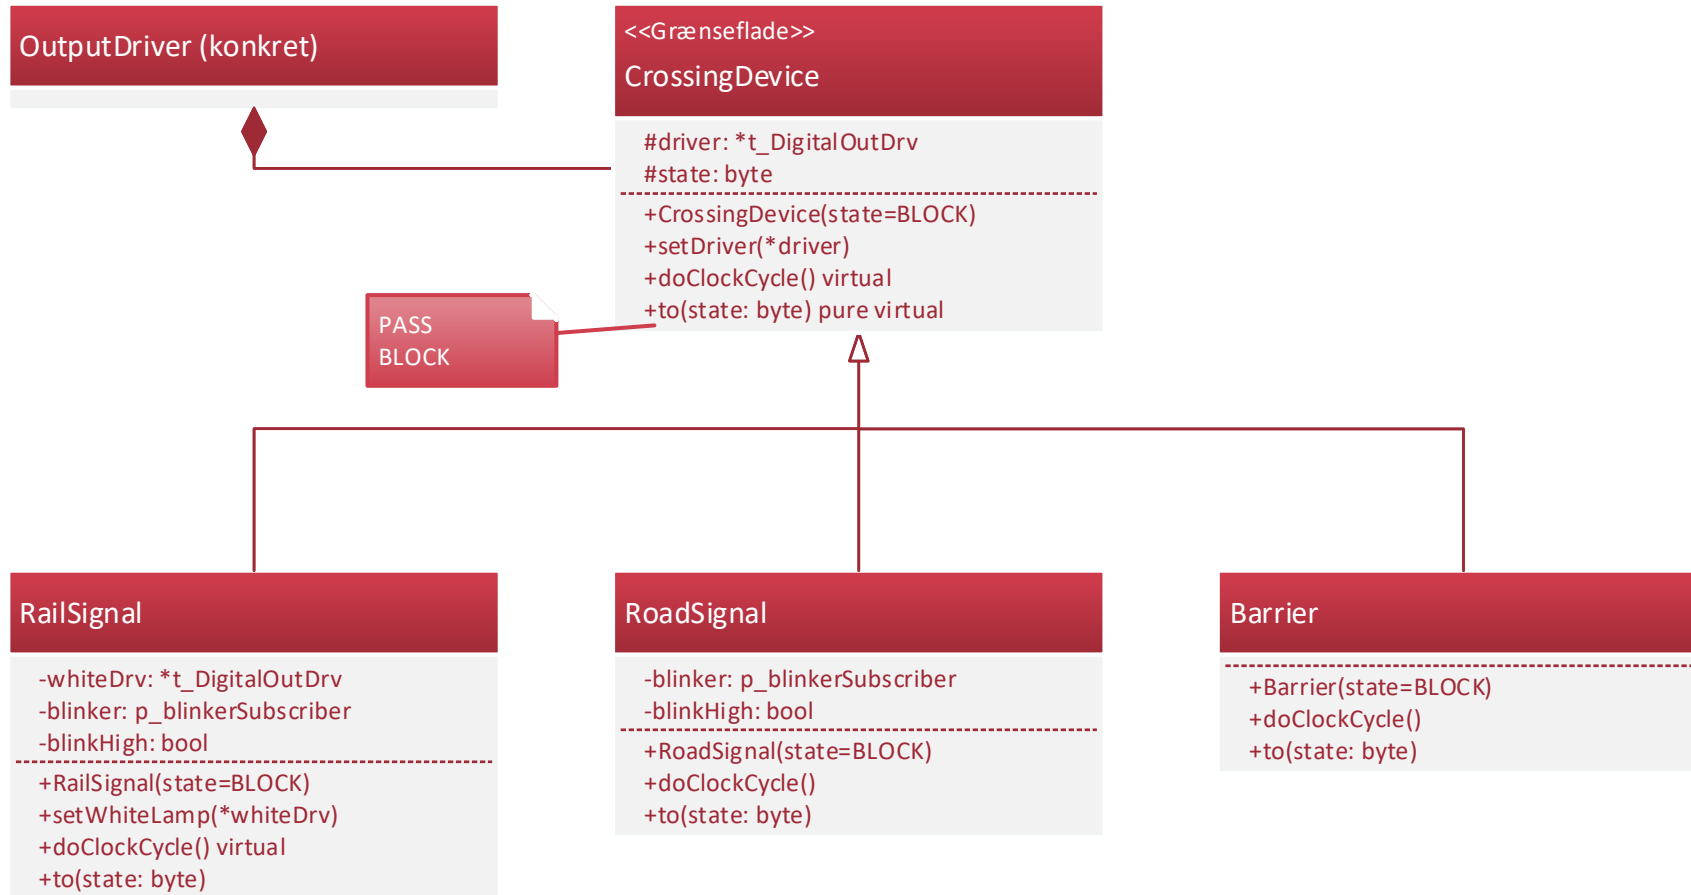 OutputDriver (konkret)
<<Grænseflade>>
CrossingDevice
#driver: *t_DigitalOutDrv
#state: byte
+CrossingDevice(state=BLOCK)
+setDriver(*driver)
+doClockCycle() virtual
+to(state: byte) pure virtual
PASS
BLOCK
RailSignal
-whiteDrv: *t_DigitalOutDrv
-blinker: p_blinkerSubscriber
-blinkHigh: bool
+RailSignal(state=BLOCK)
+setWhiteLamp(*whiteDrv)
+doClockCycle() virtual
+to(state: byte)
RoadSignal
-blinker: p_blinkerSubscriber
-blinkHigh: bool
+RoadSignal(state=BLOCK)
+doClockCycle()
+to(state: byte)
Barrier
+Barrier(state=BLOCK)
+doClockCycle()
+to(state: byte)